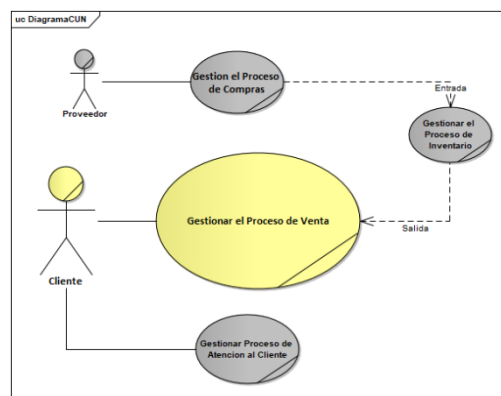 uc DiagramaCUN
Gestion el Proceso
de Compras
Proveedor
Entrada
Gestionar el
Proceso de
Inventario
Gestionar el Proceso de Venta
Salida
Cliente
Gestionar Proceso de
Atencion al Cliente